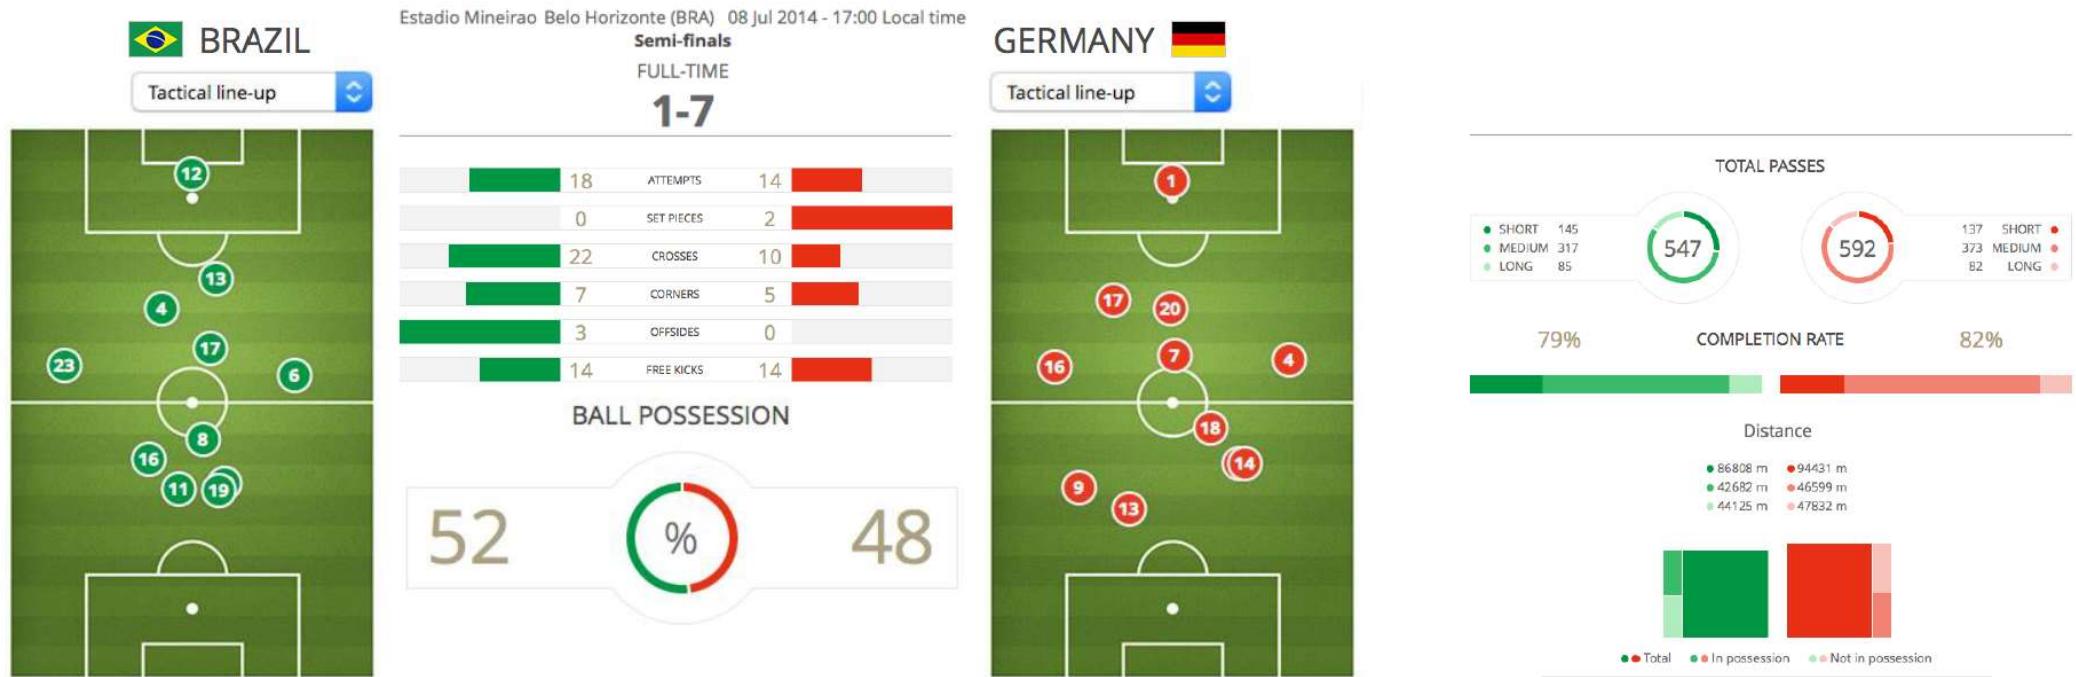 BRAZIL
Tactical line-up
12
13
4
17
23
6
8
16
11
19
Estadio Mineirao Belo Horizonte (BRA) 08 Jul 2014 - 17:00 Local time
Semi-finals
FULL-TIME
1-7
18 ATTEMPTS 14
0 SET PIECES 2
22 CROSSES 10
7 CORNERS 5
3 OFFSIDES 0
14 FREE KICKS 14
BALL POSSESSION
52 % 48
GERMANY
Tactical line-up
1
17
20
7
16
4
18
14
9
13
TOTAL PASSES
SHORT 145
MEDIUM 317
LONG 85
547
592
137 SHORT
373 MEDIUM
82 LONG
79% COMPLETION RATE 82%
Distance
86808 m 94431 m
42682 m 46599 m
44125 m 47832 m
Total In possession Not in possession